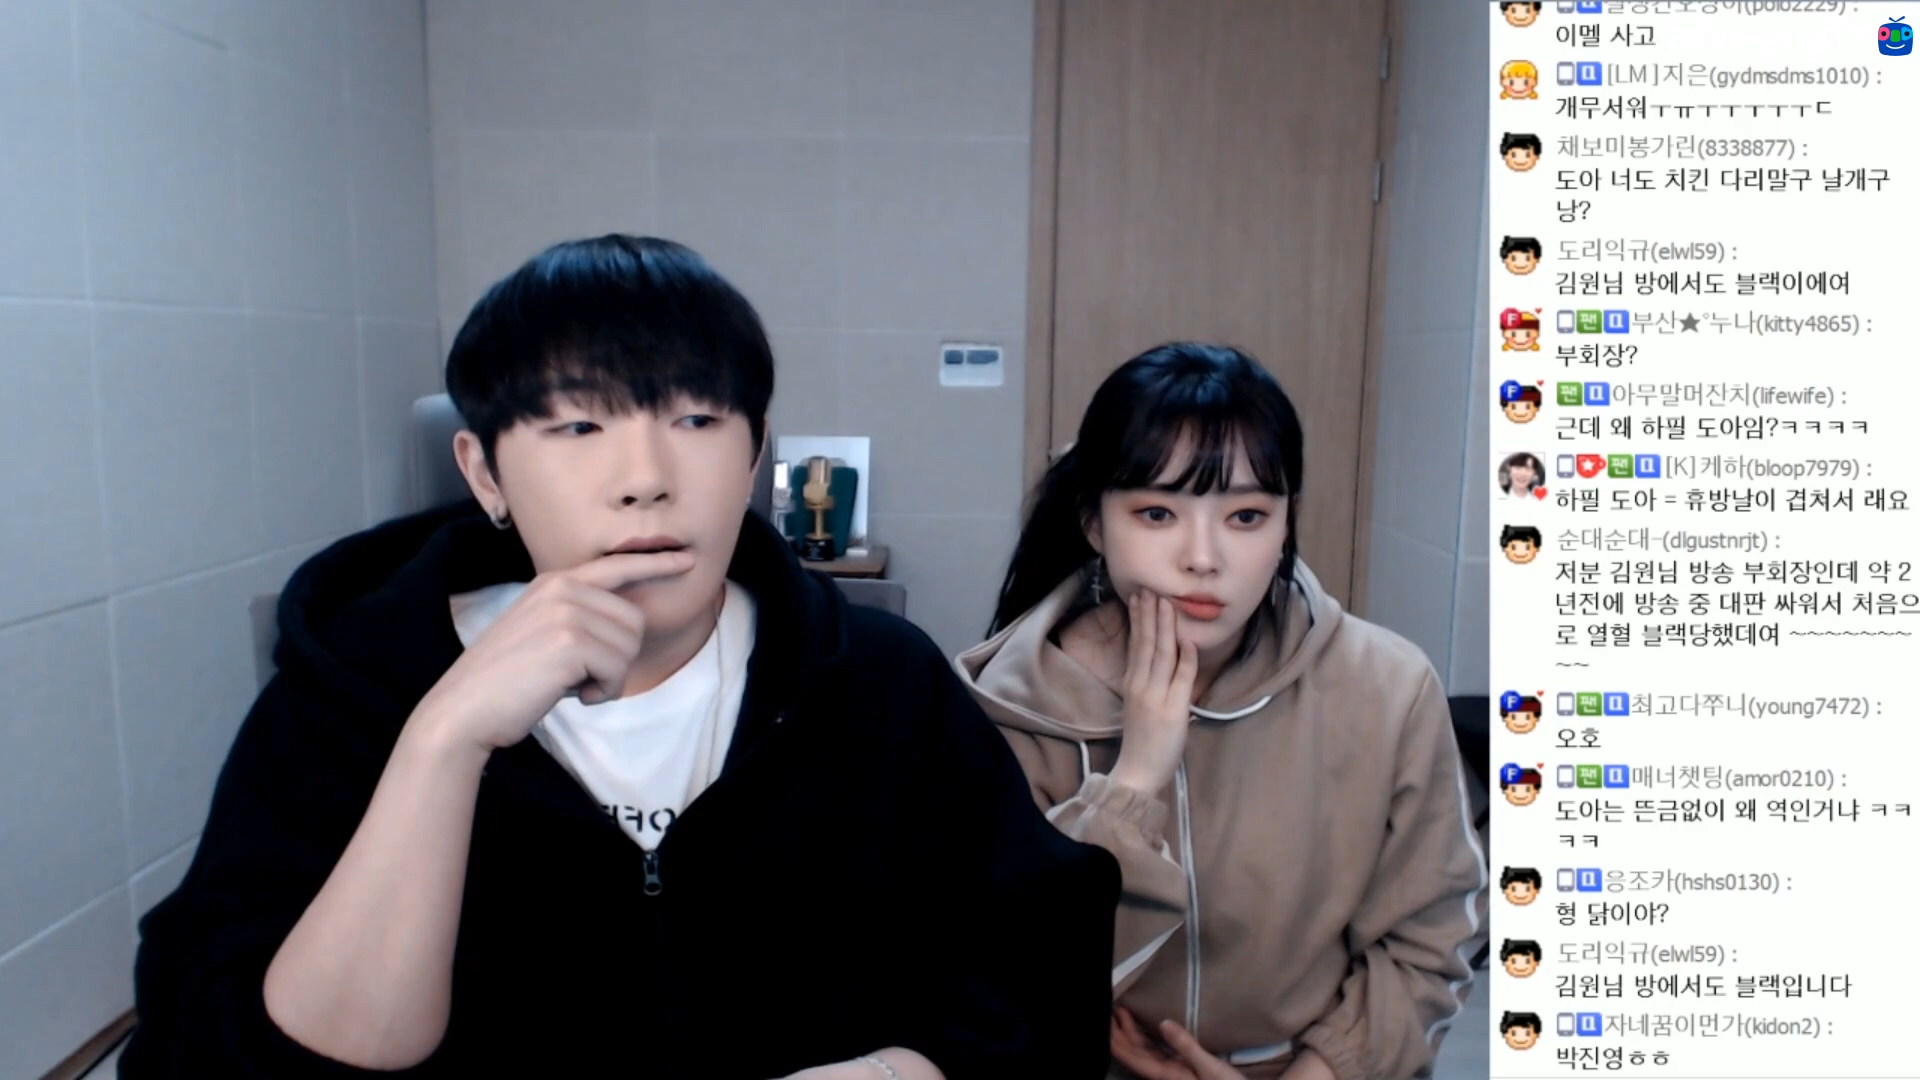 이멜 사고
[LM]지은(gydmsdms1010) :
개무서워ㅜㅠㅜㅜㅜㅜㅜㄷ
채보미봉가린(8338877) :
도아 너도 치킨 다리말구 날개구
낭?
도리익규(elwl59) :
김원님 방에서도 블랙이에여
팬 부산★˚누나(kitty4865) :
부회장?
팬 아무말머잔치(lifewife) :
근데 왜 하필 도아임?ㅋㅋㅋㅋ
팬 [K]케하(bloop7979) :
하필 도아 = 휴방날이 겹쳐서 래요
순대순대-(dlgustnrjt) :
저분 김원님 방송 부회장인데 약 2
년전에 방송 중 대판 싸워서 처음으
로 열혈 블랙당했데여 ~~~~~~~
~~
팬 최고다쭈니(young7472) :
오호
팬 매너챗팅(amor0210) :
도아는 뜬금없이 왜 역인거냐 ㅋㅋ
ㅋㅋ
응조카(hshs0130) :
형 닭이야?
도리익규(elwl59) :
김원님 방에서도 블랙입니다
자네꿈이먼가(kidon2) :
박진영ㅎㅎ